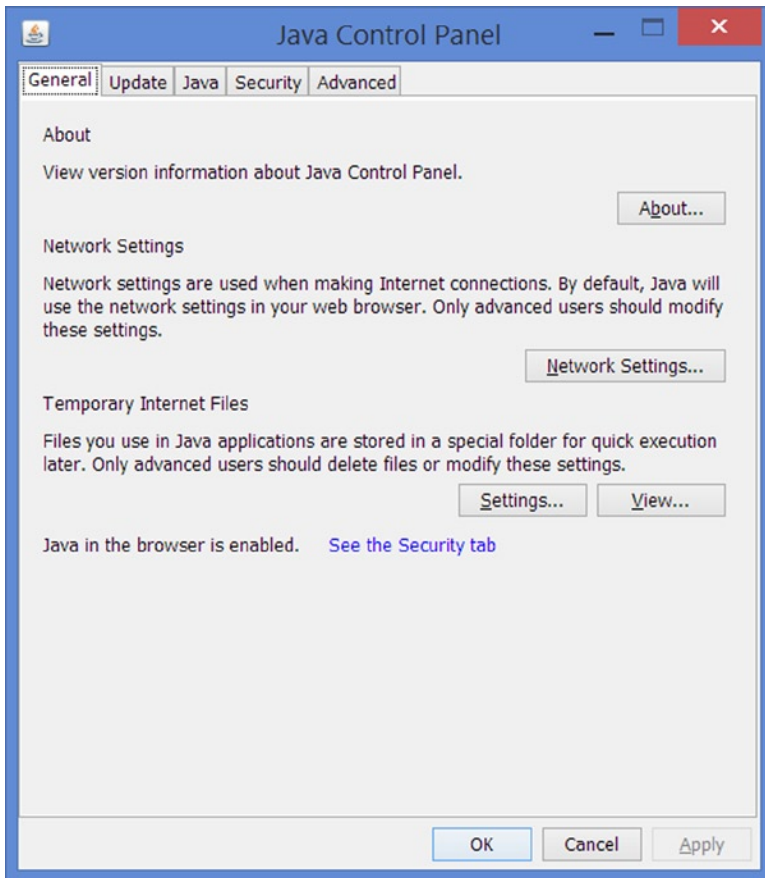 Java Control Panel
General Update Java Security Advanced
About
View version information about Java Control Panel.
About...
Network Settings
Network settings are used when making Internet connections. By default, Java will
use the network settings in your web browser. Only advanced users should modify
these settings.
Network Settings...
Temporary Internet Files
Files you use in Java applications are stored in a special folder for quick execution
later. Only advanced users should delete files or modify these settings.
Settings... View...
Java in the browser is enabled. See the Security tab
OK Cancel Apply